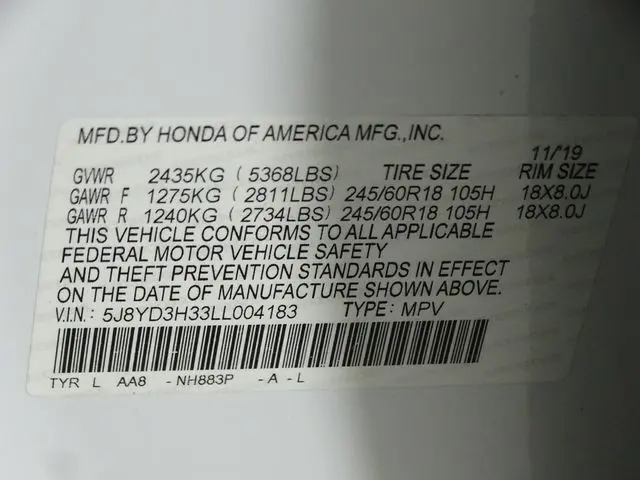 MFD.BY HONDA OF AMERICA MFG.,INC.
11/'19
GVWR 2435KG ( 5368LBS) TIRE SIZE RIM SIZE
GAWR F 1275KG ( 2811LBS) 245/60R18 105H 18X8.0J
GAWR R 1240KG ( 2734LBS) 245/60R18 105H 18X8.0J
THIS VEHICLE CONFORMS TO ALL APPLICABLE
FEDERAL MOTOR VEHICLE SAFETY
AND THEFT PREVENTION STANDARDS IN EFFECT
ON THE DATE OF MANUFACTURE SHOWN ABOVE.
V.I.N.: 5J8YD3H33LL004183 TYPE: MPV
TYR L AA8 -NH883P -A-L